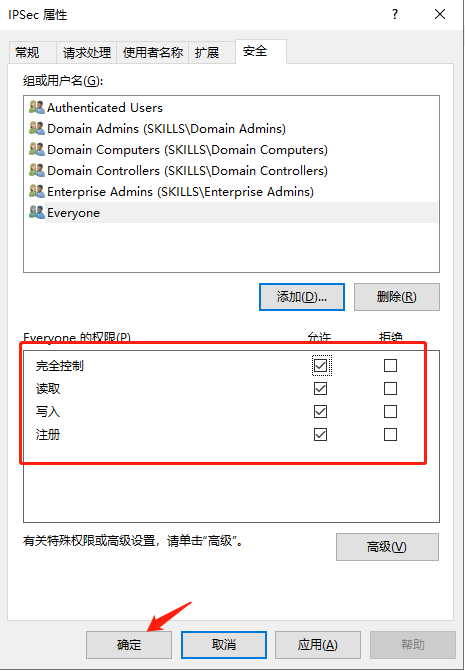 IPSec 属性
常规 请求处理 使用者名称 扩展 安全
组或用户名(G):
Authenticated Users
Domain Admins (SKILLS\Domain Admins)
Domain Computers (SKILLS\Domain Computers)
Domain Controllers (SKILLS\Domain Controllers)
Enterprise Admins (SKILLS\Enterprise Admins)
Everyone
添加(D)... 删除(R)
Everyone 的权限(P) 允许 拒绝
完全控制
读取
写入
注册
有关特殊权限或高级设置，请单击“高级”。
高级(V)
确定 取消 应用(A) 帮助